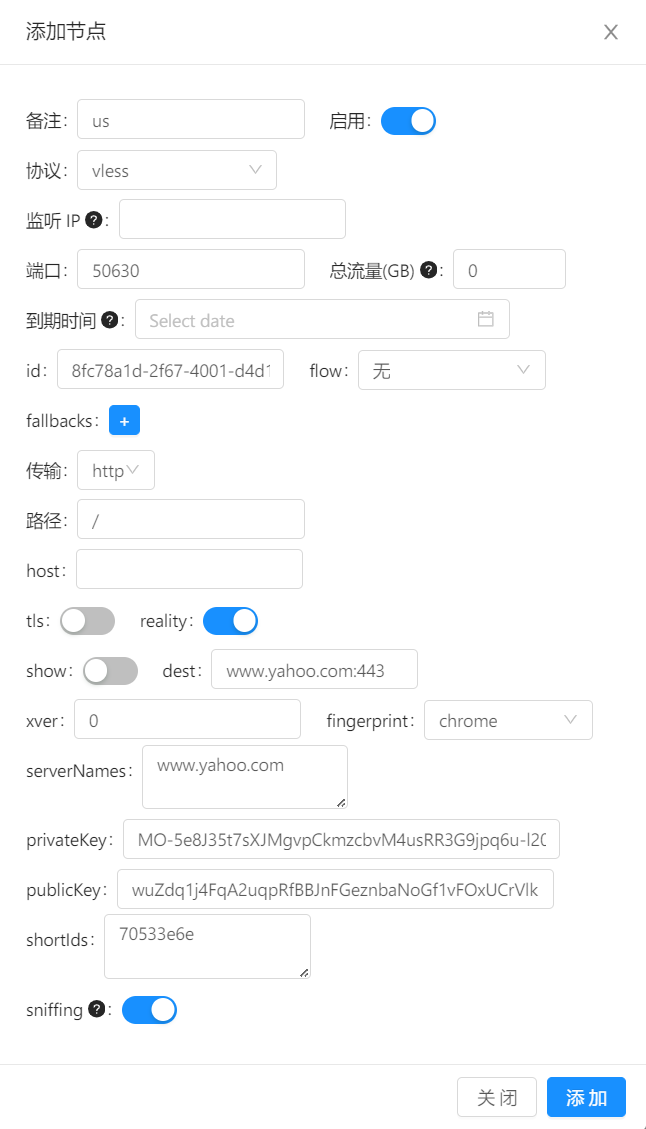 添加节点
备注: us 启用:
协议: vless
监听 IP ?:
端口: 50630 总流量(GB) ?: 0
到期时间 ?: Select date
id: 8fc78a1d-2f67-4001-d4d1 flow: 无
fallbacks: +
传输: http
路径: /
host:
tls: reality:
show: dest: www.yahoo.com:443
xver: 0 fingerprint: chrome
serverNames: www.yahoo.com
privateKey: MO-5e8J35t7sXJMgvpCkmzcbvM4usRR3G9jpq6u-l20
publicKey: wuZdq1j4FqA2uqpRfBBJnFGeznbaNoGf1vFOxUCrVlk
shortIds: 70533e6e
sniffing ?:
关 闭 添 加